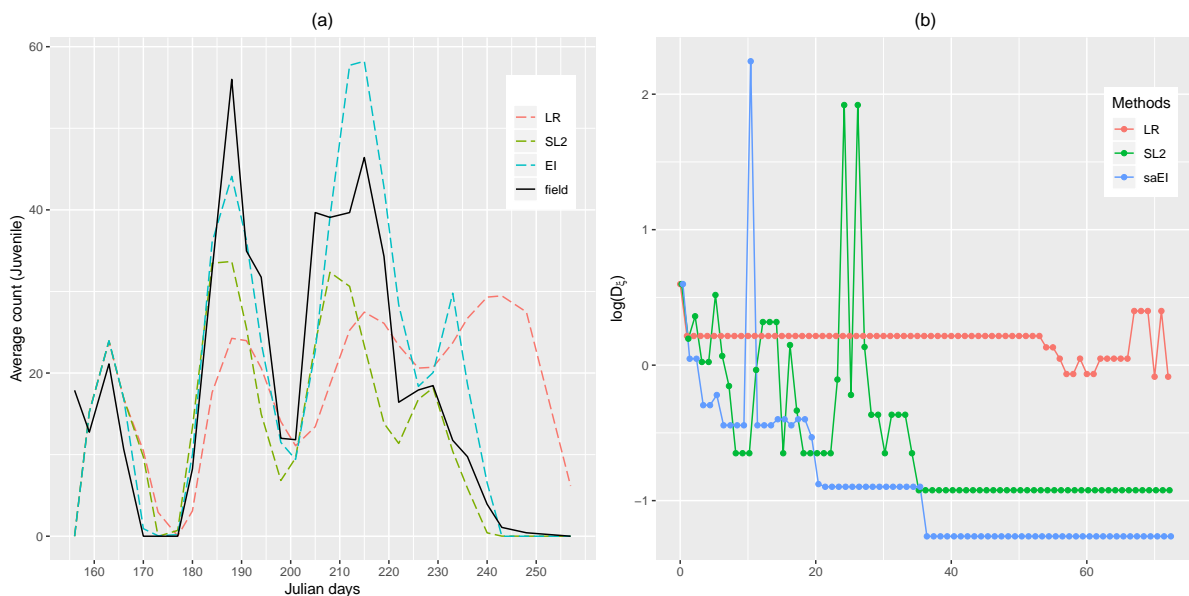 (a)
60
40
20
0
Average count (Juvenile)
160 170 180 190 200 210 220 230 240 250
Julian days
LR
SL2
EI
field
(b)
2
1
0
−1
log(Dξ)
0 20 40 60
Methods
LR
SL2
saEI